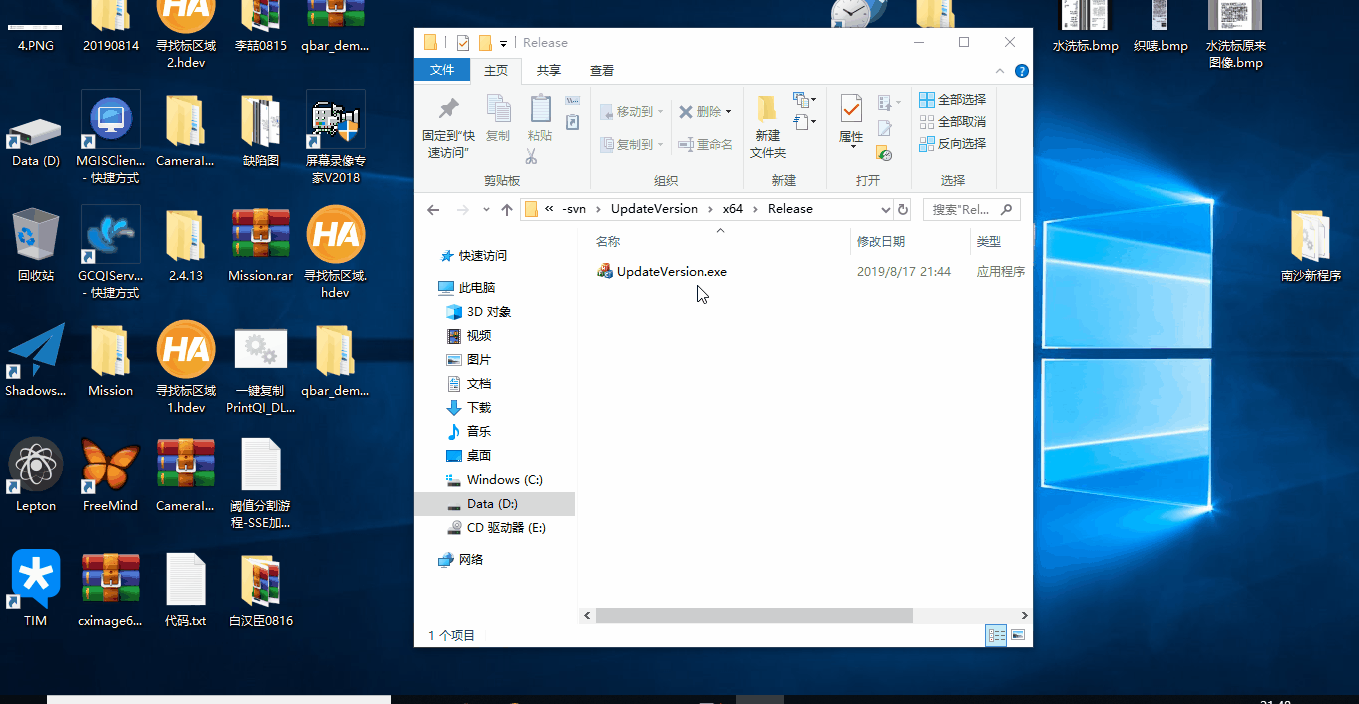 4.PNG
20190814
寻找标区域
2.hdev
李喆0815
qbar_dem...
Data (D)
MGISClien...
- 快捷方式
CameraI...
缺陷图
屏幕录像专
家V2018
回收站
GCQIServ...
- 快捷方式
2.4.13
Mission.rar
寻找标区域.
hdev
Shadows...
Mission
寻找标区域
1.hdev
一键复制
PrintQI_DL...
qbar_dem...
Lepton
FreeMind
CameraI...
阈值分割游
程-SSE加...
TIM
cximage6...
代码.txt
白汉臣0816
Release
文件
主页
共享
查看
固定到“快
速访问”
复制
粘贴
剪贴板
移动到
复制到
删除
重命名
组织
新建
文件夹
新建
属性
打开
全部选择
全部取消
反向选择
选择
« -svn › UpdateVersion › x64 › Release
搜索"Rel...
名称
修改日期
类型
UpdateVersion.exe
2019/8/17 21:44
应用程序
快速访问
此电脑
3D 对象
视频
图片
文档
下载
音乐
桌面
Windows (C:)
Data (D:)
CD 驱动器 (E:)
网络
1 个项目
水洗标.bmp
织唛.bmp
水洗标原来
图像.bmp
南沙新程序